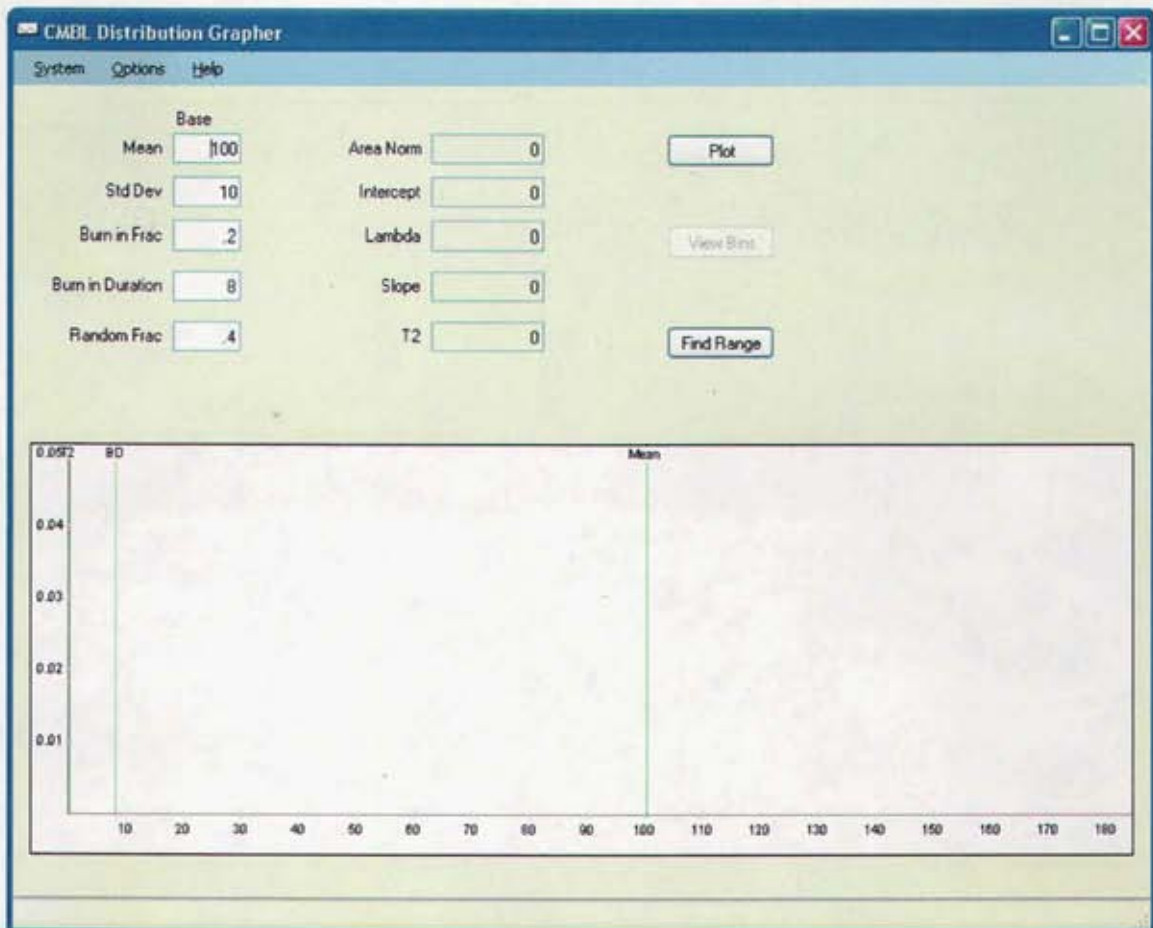 CMBL Distribution Grapher
System Options Help
Base
Mean 100 Area Norm 0 Plot
Std Dev 10 Intercept 0
Burn in Frac .2 Lambda 0 View Bins
Burn in Duration 8 Slope 0
Random Frac .4 T2 0 Find Range
0.05 T2 BD Mean
0.04
0.03
0.02
0.01
10 20 30 40 50 60 70 80 90 100 110 120 130 140 150 160 170 180